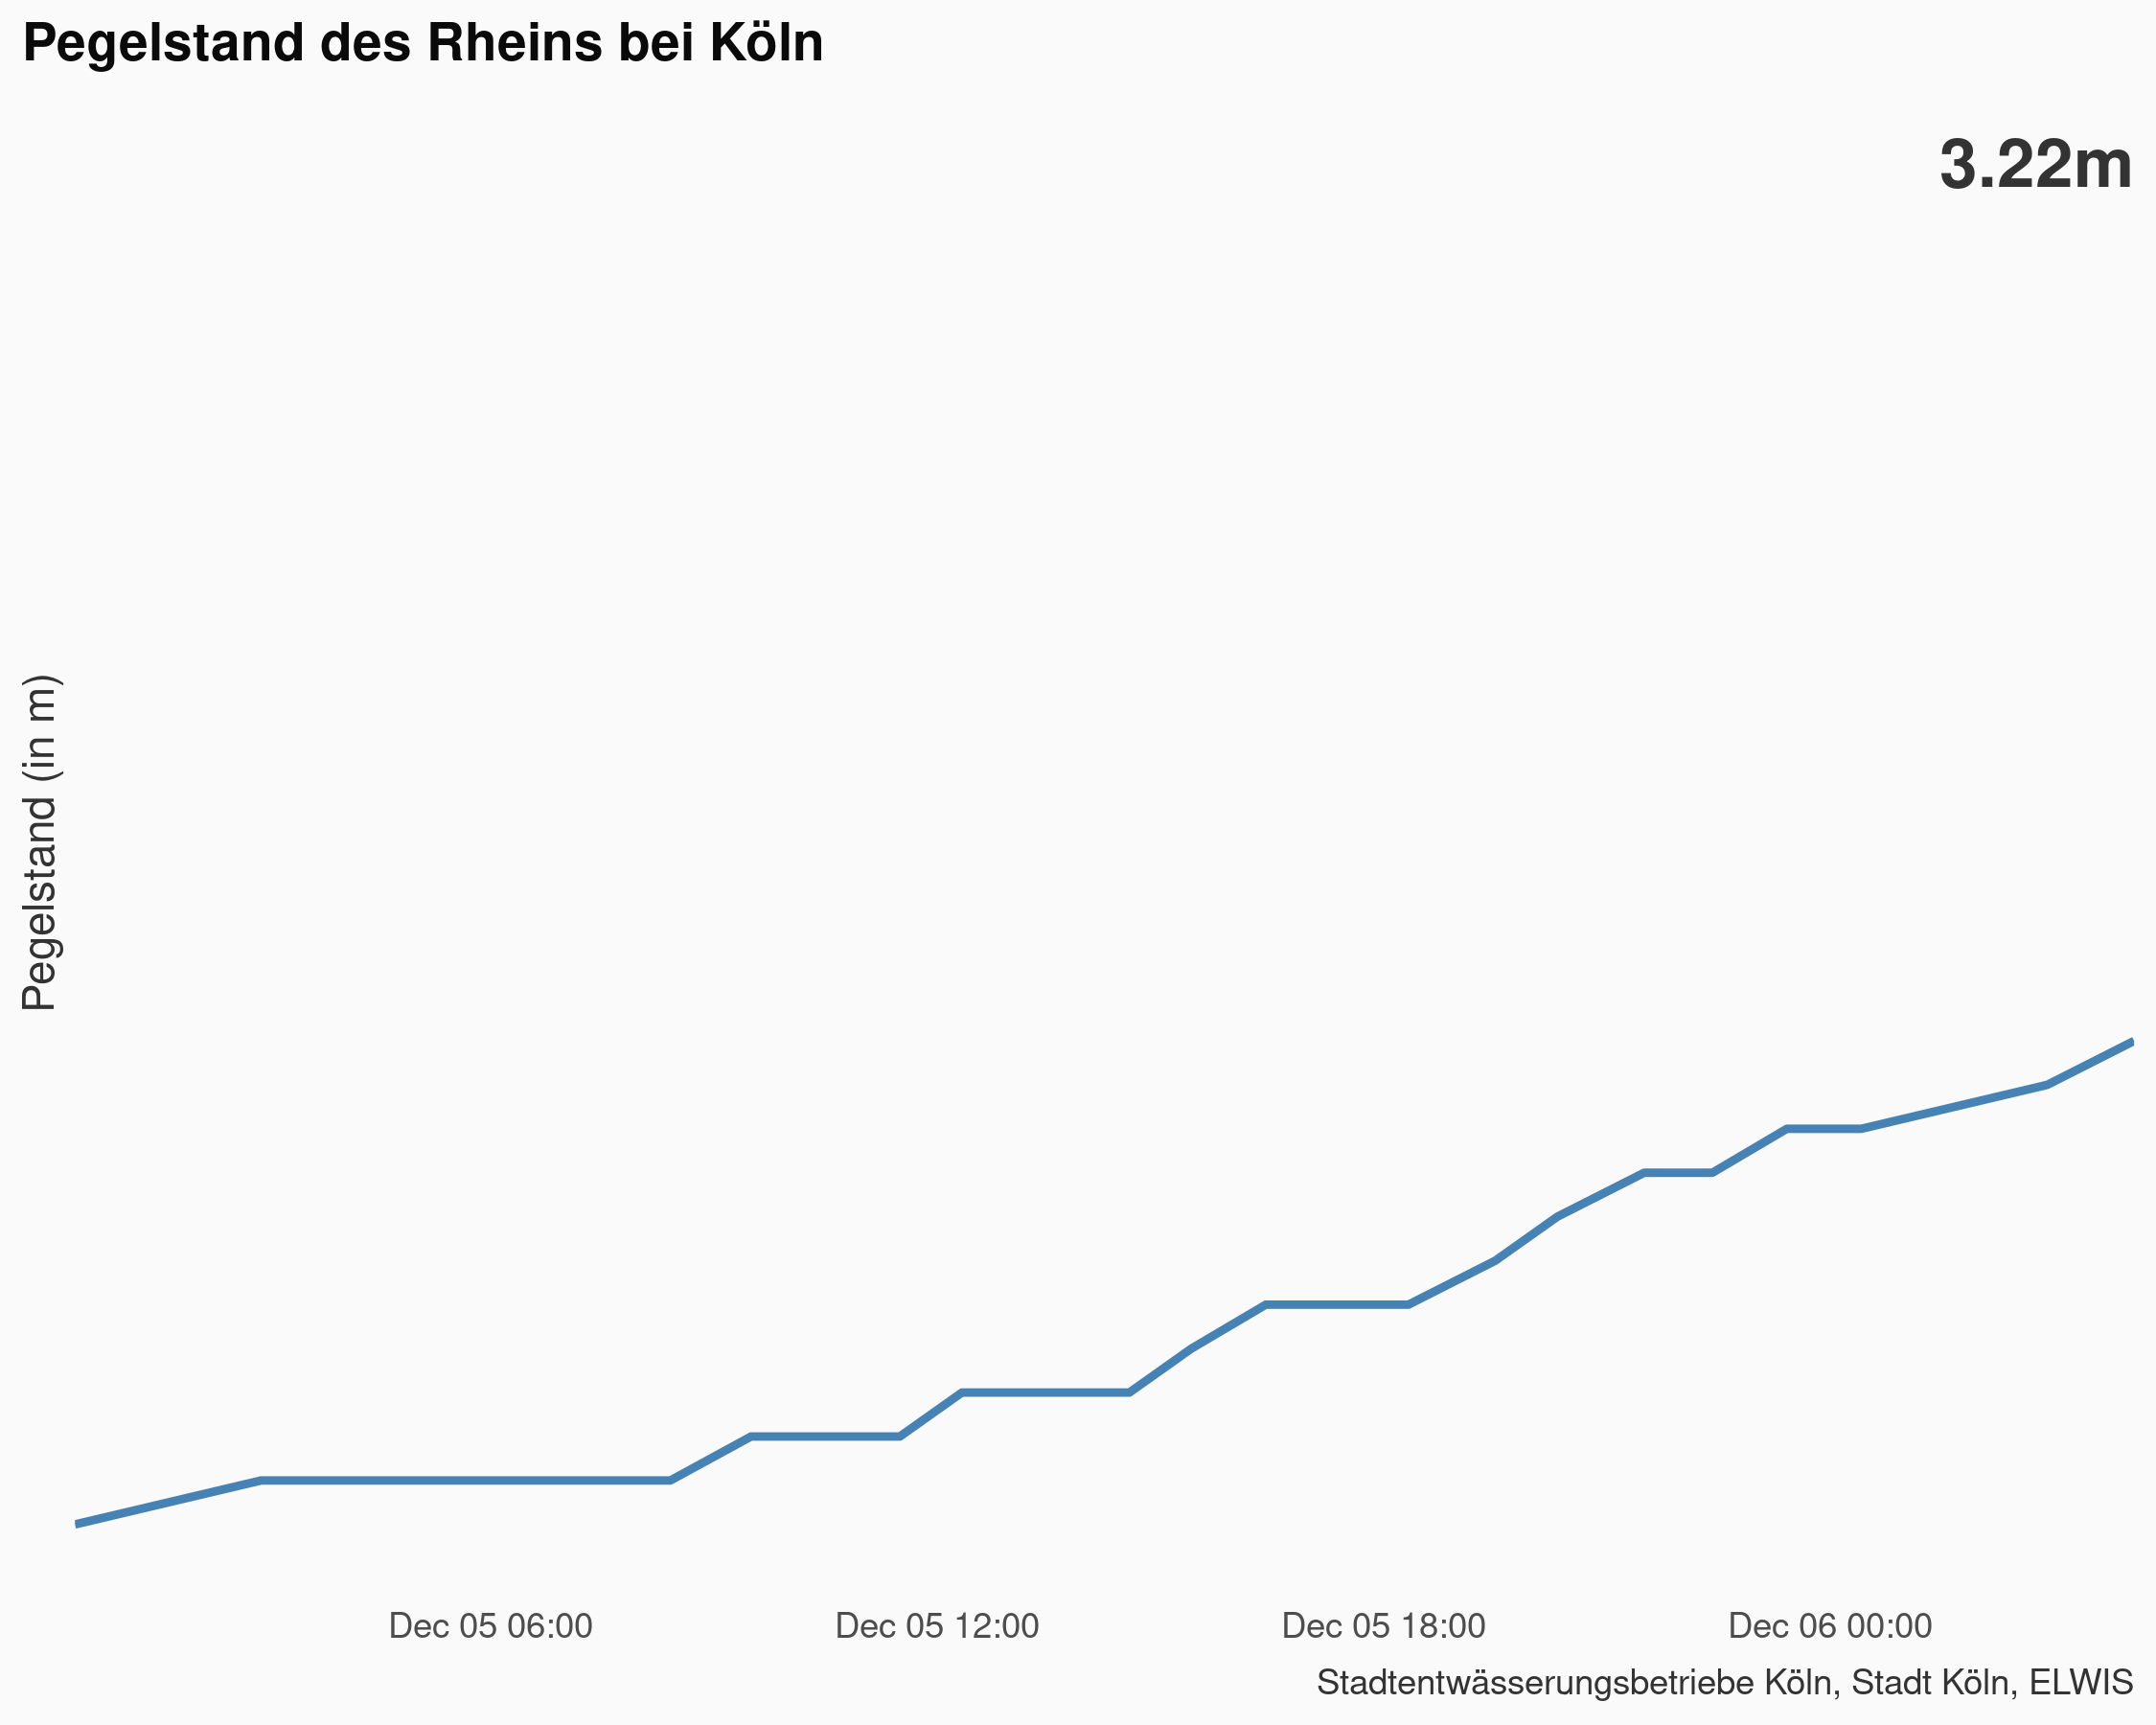 Pegelstand des Rheins bei Köln
3.22m
Pegelstand (in m)
Dec 05 06:00
Dec 05 12:00
Dec 05 18:00
Dec 06 00:00
Stadtentwässerungsbetriebe Köln, Stadt Köln, ELWIS